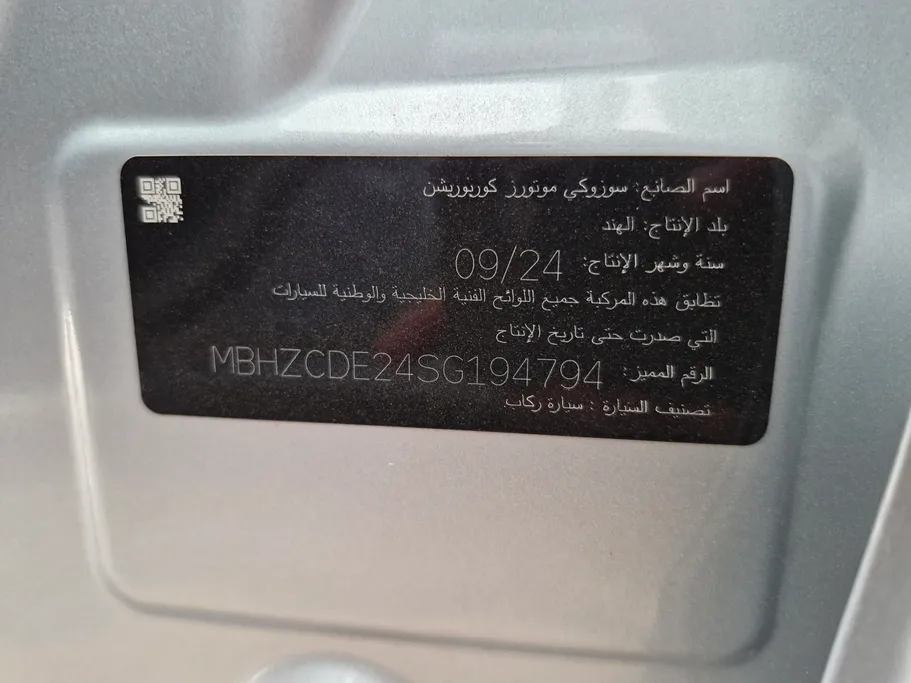 اسم الصانع: سوزوكي موتورز كوربوريشن
بلد الإنتاج: الهند
سنة وشهر الإنتاج: 09/24
تطابق هذه المركبة جميع اللوائح الفنية الخليجية والوطنية للسيارات
التي صدرت حتى تاريخ الإنتاج
الرقم المميز: MBHZCDE24SG194794
تصنيف السيارة : سيارة ركاب